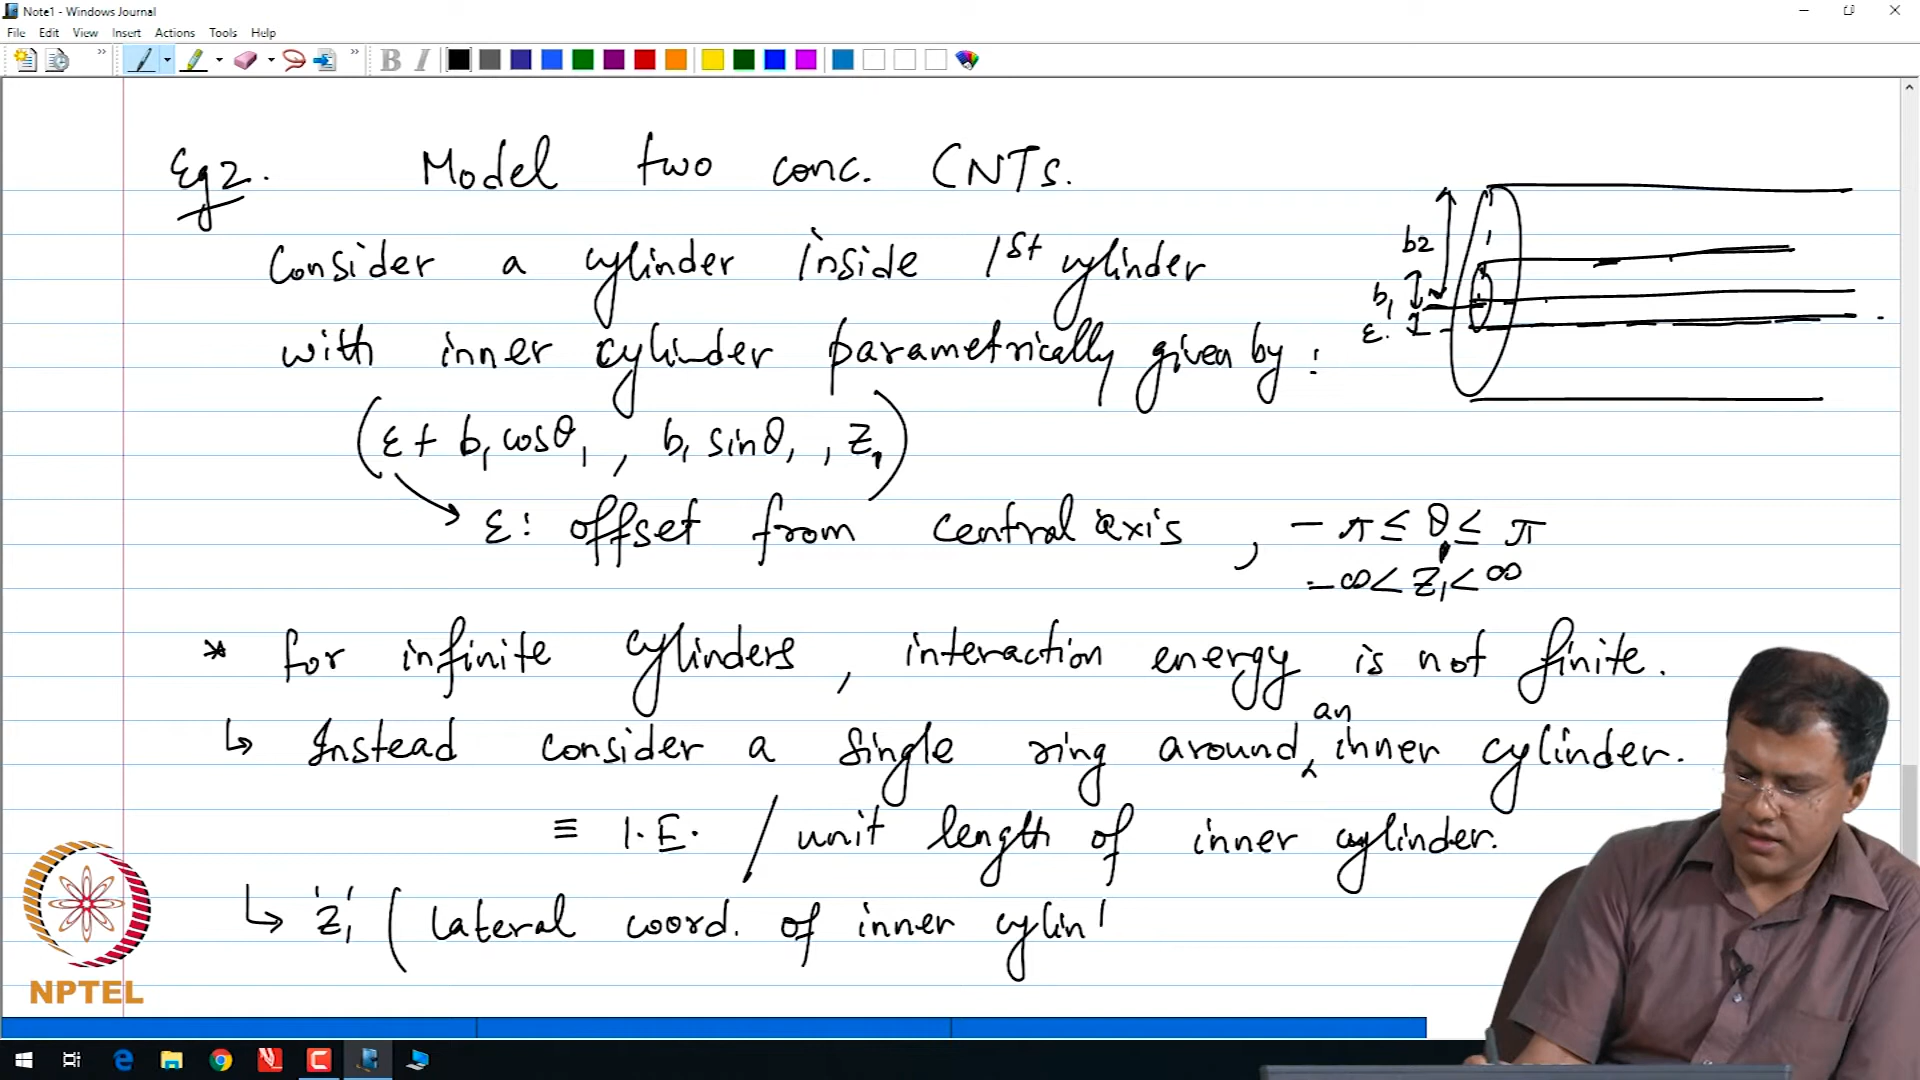 Note1 - Windows Journal
File Edit View Insert Actions Tools Help
B I
Eg 2. Model two conc. CNTs.
Consider a cylinder inside 1st cylinder
with inner cylinder parametrically given by :
(ε + b₁ cosθ₁ , b₁ sinθ₁ , z₁)
ε: offset from central axis , -π ≤ θ₁ ≤ π
-∞ < z₁ < ∞
* for infinite cylinders, interaction energy is not finite.
↳ Instead consider a single ring around an inner cylinder.
≡ I.E. / unit length of inner cylinder.
↳ 'z₁' ( lateral coord. of inner cylin
b2
b₁
ε
NPTEL